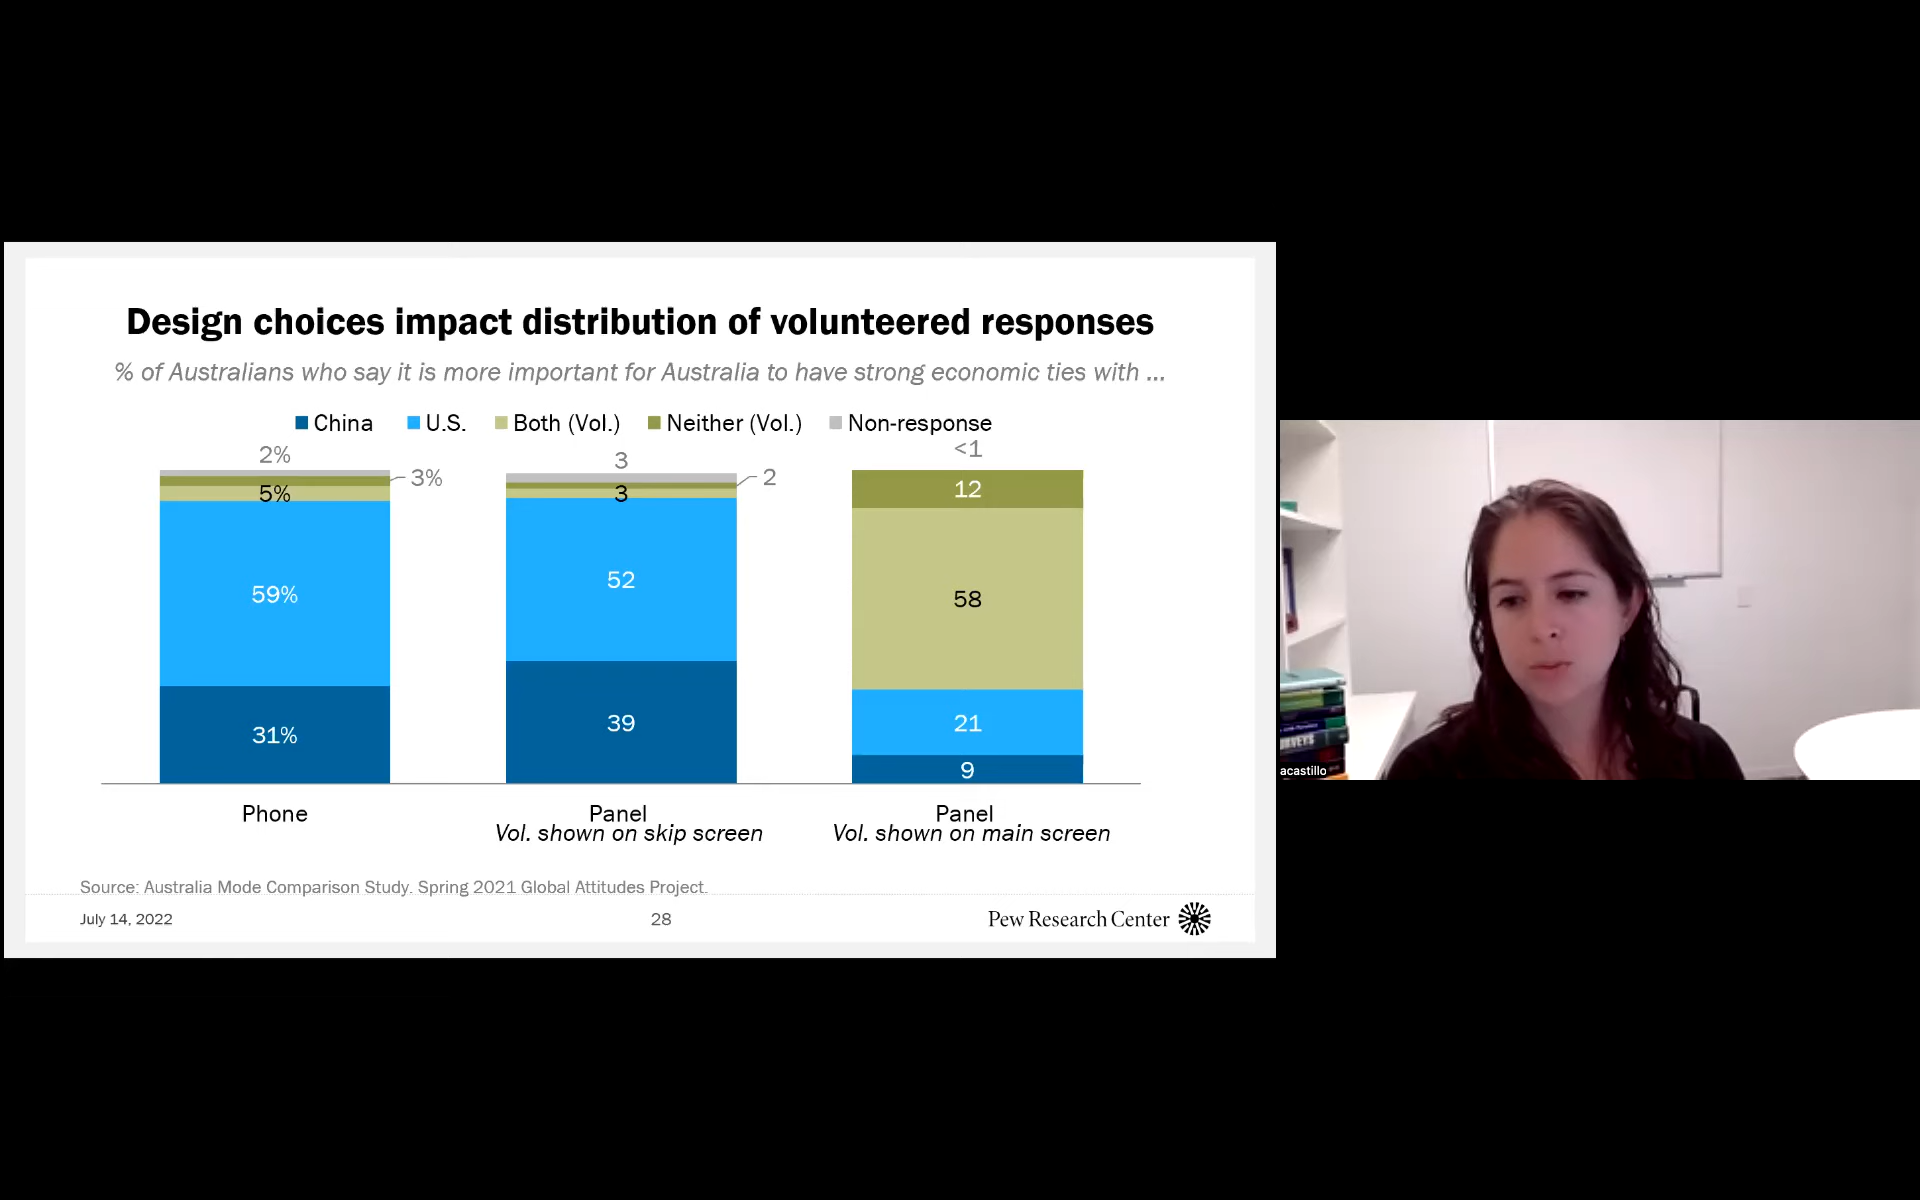 Design choices impact distribution of volunteered responses
% of Australians who say it is more important for Australia to have strong economic ties with ...
China U.S. Both (Vol.) Neither (Vol.) Non-response
2% 3 <1
3% 2 12
5% 3
59% 52 58
31% 39 21
9
Phone Panel Panel
Vol. shown on skip screen Vol. shown on main screen
Source: Australia Mode Comparison Study. Spring 2021 Global Attitudes Project.
July 14, 2022 28 Pew Research Center
acastillo